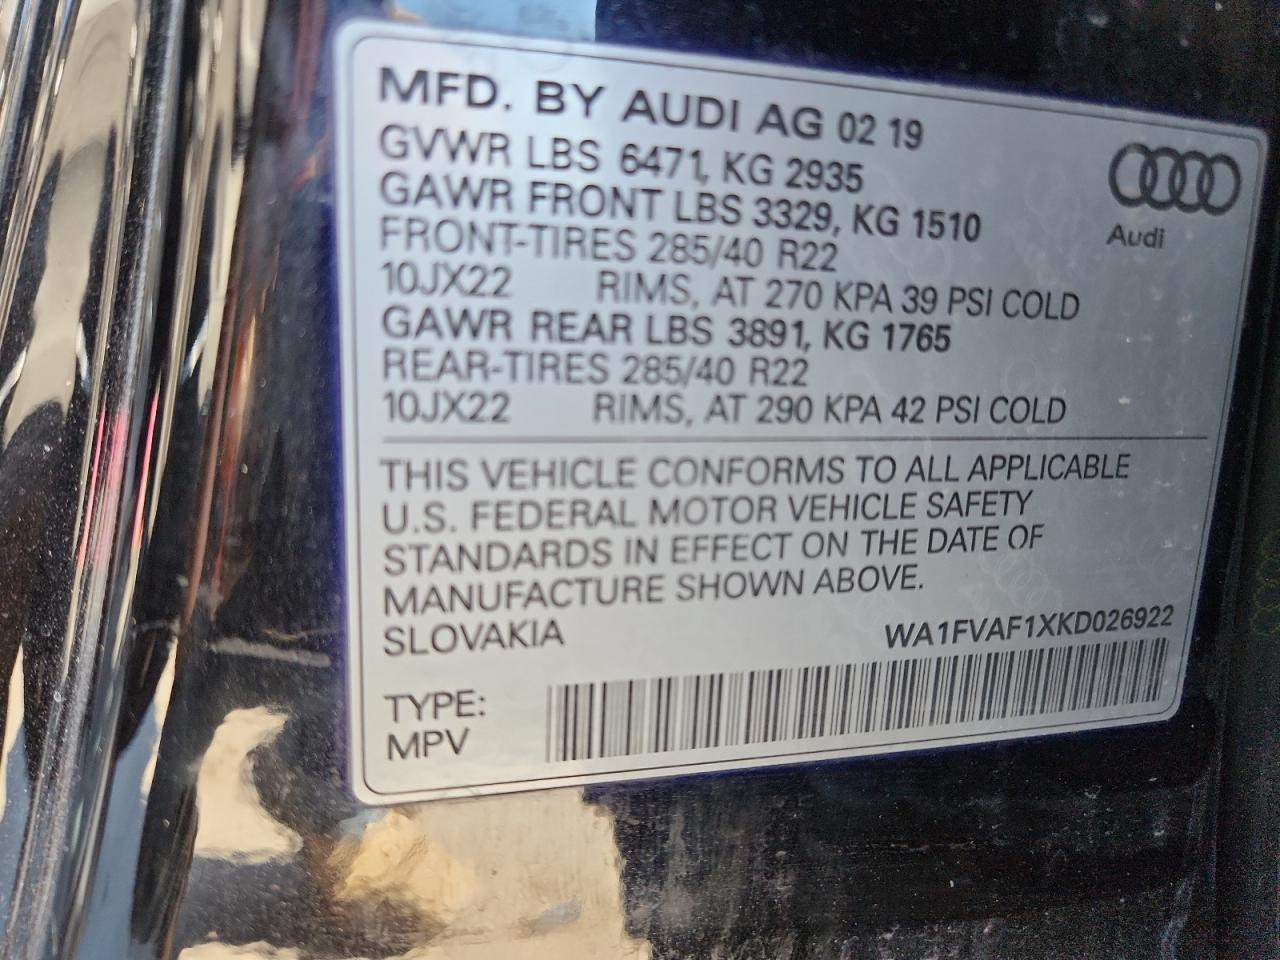 MFD. BY AUDI AG 02 19
GVWR LBS 6471, KG 2935
GAWR FRONT LBS 3329, KG 1510
FRONT-TIRES 285/40 R22
10JX22 RIMS, AT 270 KPA 39 PSI COLD
GAWR REAR LBS 3891, KG 1765
REAR-TIRES 285/40 R22
10JX22 RIMS, AT 290 KPA 42 PSI COLD
Audi
THIS VEHICLE CONFORMS TO ALL APPLICABLE
U.S. FEDERAL MOTOR VEHICLE SAFETY
STANDARDS IN EFFECT ON THE DATE OF
MANUFACTURE SHOWN ABOVE.
SLOVAKIA
WA1FVAF1XKD026922
TYPE:
MPV